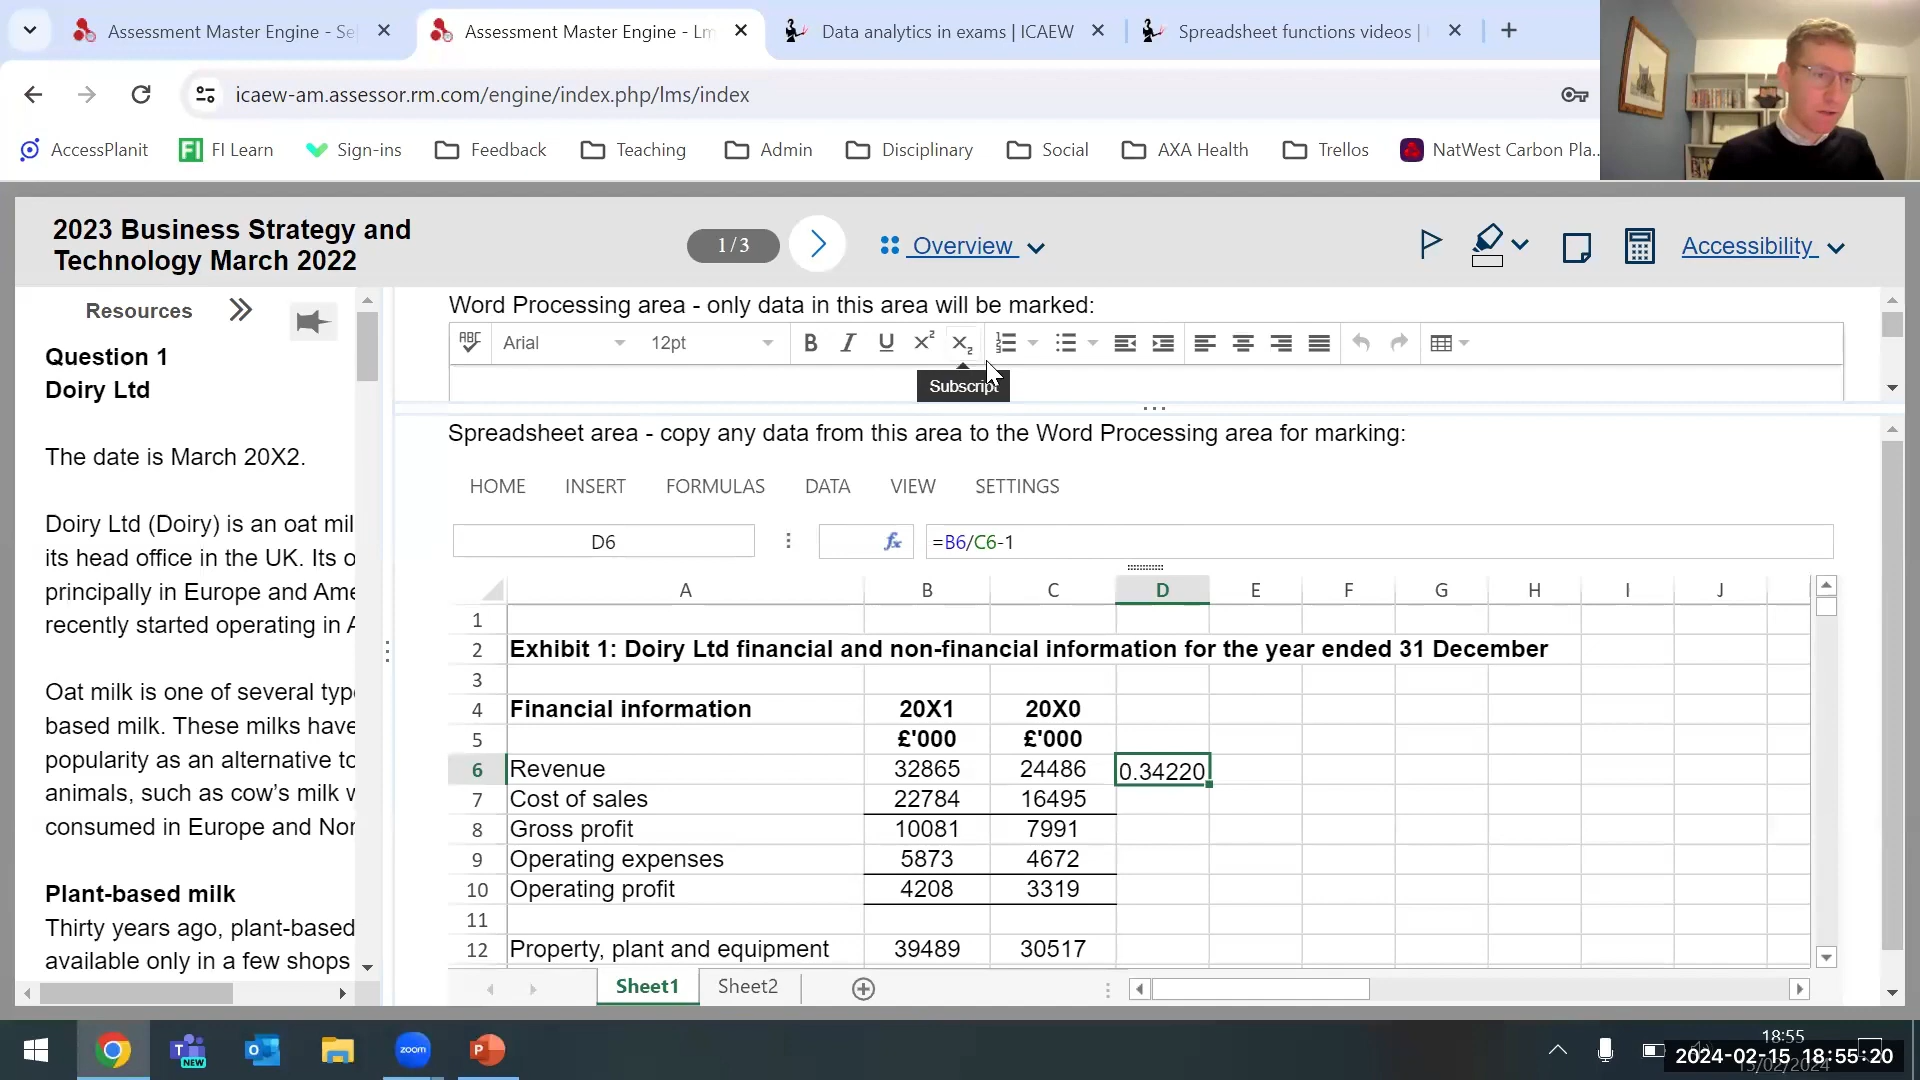 Assessment Master Engine - Se
Assessment Master Engine - Lm
Data analytics in exams | ICAEW
Spreadsheet functions videos |
icaew-am.assessor.rm.com/engine/index.php/lms/index
AccessPlanit
FI Learn
Sign-ins
Feedback
Teaching
Admin
Disciplinary
Social
AXA Health
Rentals
Trellos
NatWest Carbon Pla...
2023 Business Strategy and
Technology March 2022
1/3
Overview
Accessibility
Resources
Question 1
Doiry Ltd
The date is March 20X2.
Doiry Ltd (Doiry) is an oat mil
its head office in the UK. Its o
principally in Europe and Ame
recently started operating in A
Oat milk is one of several type
based milk. These milks have
popularity as an alternative to
animals, such as cow's milk w
consumed in Europe and Nor
Plant-based milk
Thirty years ago, plant-based
available only in a few shops
Word Processing area - only data in this area will be marked:
ABC
Arial
12pt
B I U X² X₂
Subscript
Spreadsheet area - copy any data from this area to the Word Processing area for marking:
HOME INSERT FORMULAS DATA VIEW SETTINGS
D6 fx =B6/C6-1
A B C D E F G H I J
1
2 Exhibit 1: Doiry Ltd financial and non-financial information for the year ended 31 December
3
4 Financial information 20X1 20X0
5 £'000 £'000
6 Revenue 32865 24486 0.34220
7 Cost of sales 22784 16495
8 Gross profit 10081 7991
9 Operating expenses 5873 4672
10 Operating profit 4208 3319
11
12 Property, plant and equipment 39489 30517
Sheet1 Sheet2
NEW
zoom
18:55
15/02/2024
2024-02-15 18:55:20